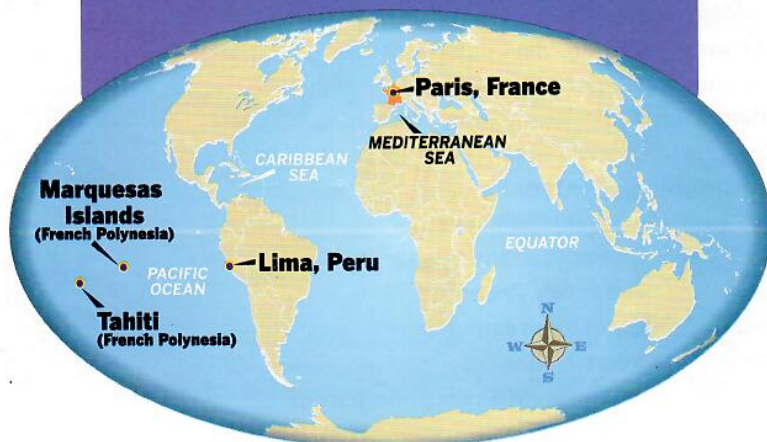 Paris, France
MEDITERRANEAN
SEA
CARIBBEAN
SEA
Marquesas
Islands
(French Polynesia)
EQUATOR
Lima, Peru
PACIFIC
OCEAN
Tahiti
(French Polynesia)
N
W E
S